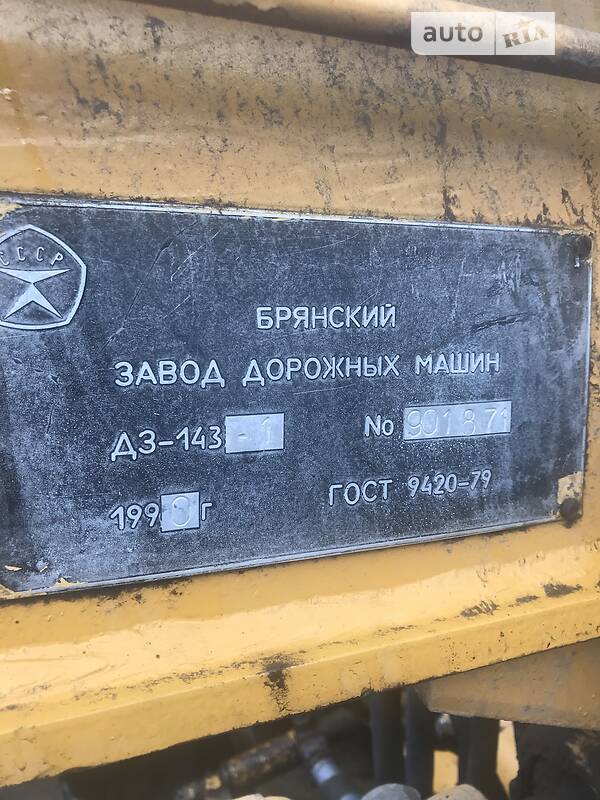 auto RIA
СССР
БРЯНСКИЙ
ЗАВОД ДОРОЖНЫХ МАШИН
ДЗ-143-1 No 901871
1990г ГОСТ 9420-79